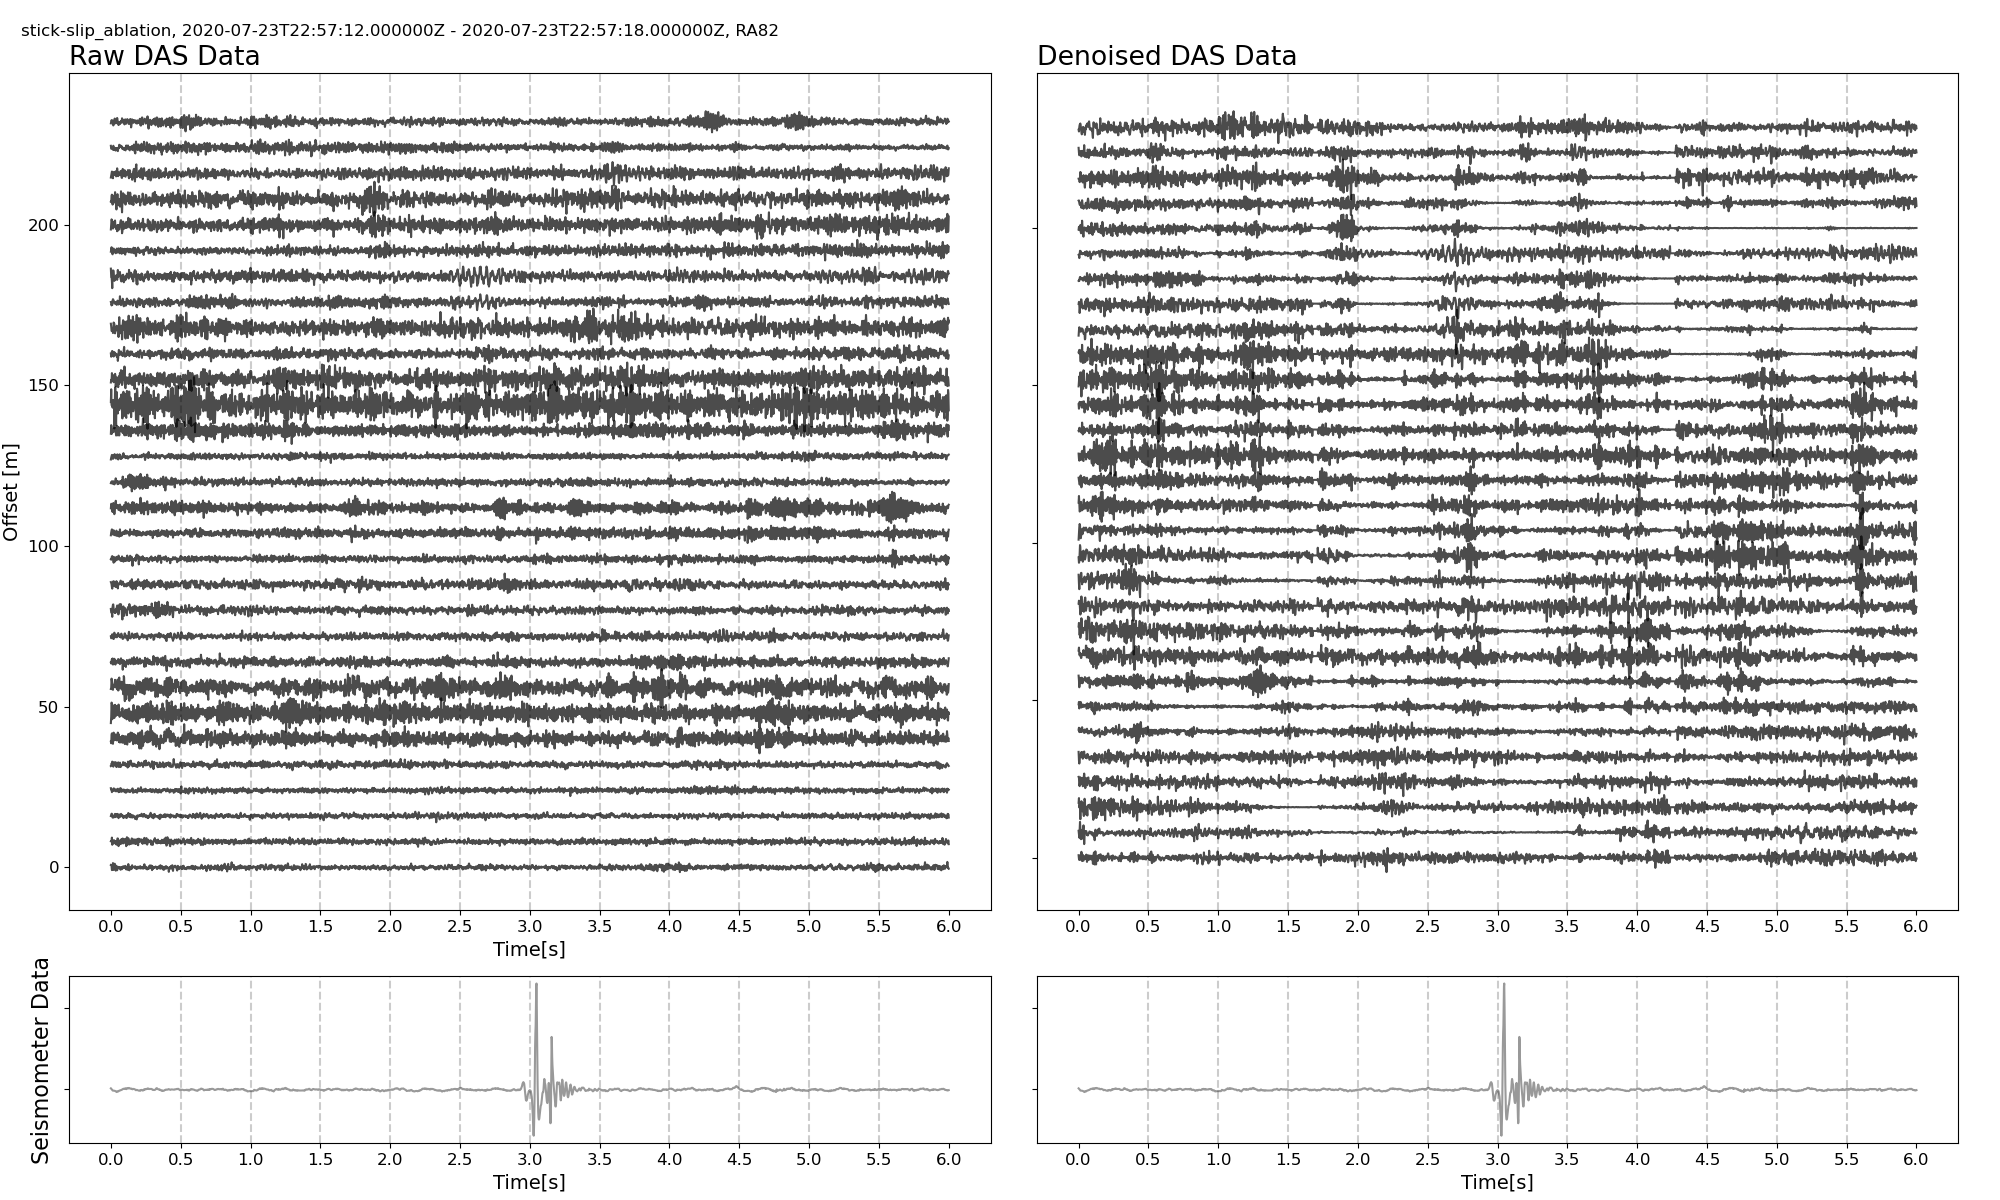 stick-slip_ablation, 2020-07-23T22:57:12.000000Z - 2020-07-23T22:57:18.000000Z, RA82
Raw DAS Data
Denoised DAS Data
Offset [m]
200
150
100
50
0
0.0 0.5 1.0 1.5 2.0 2.5 3.0 3.5 4.0 4.5 5.0 5.5 6.0
Time[s]
0.0 0.5 1.0 1.5 2.0 2.5 3.0 3.5 4.0 4.5 5.0 5.5 6.0
Seismometer Data
0.0 0.5 1.0 1.5 2.0 2.5 3.0 3.5 4.0 4.5 5.0 5.5 6.0
Time[s]
0.0 0.5 1.0 1.5 2.0 2.5 3.0 3.5 4.0 4.5 5.0 5.5 6.0
Time[s]